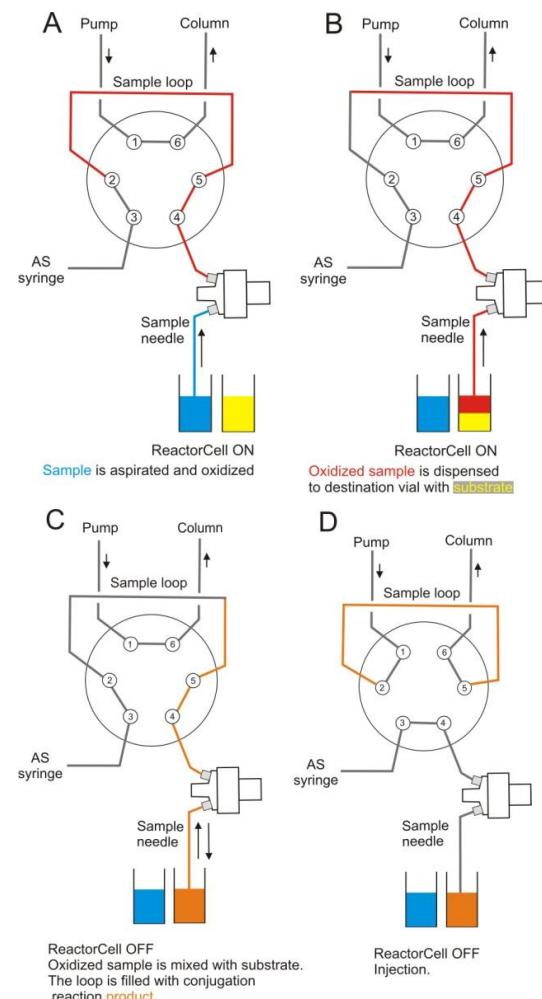 A
Pump
Column
Sample loop
1
6
2
5
3
4
AS
syringe
Sample
needle
ReactorCell ON
Sample is aspirated and oxidized
B
Pump
Column
Sample loop
1
6
2
5
3
4
AS
syringe
Sample
needle
ReactorCell ON
Oxidized sample is dispensed
to destination vial with substrate
C
Pump
Column
Sample loop
1
6
2
5
3
4
AS
syringe
Sample
needle
ReactorCell OFF
Oxidized sample is mixed with substrate.
The loop is filled with conjugation
reaction product
D
Pump
Column
Sample loop
1
6
2
5
3
4
AS
syringe
Sample
needle
ReactorCell OFF
Injection.